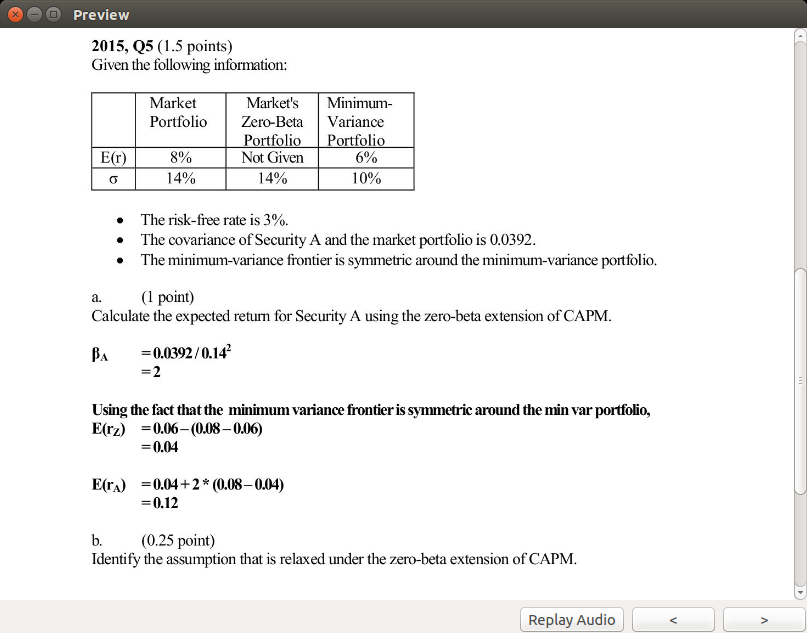 Preview
2015, Q5 (1.5 points)
Given the following information:
Market Portfolio Market's Zero-Beta Portfolio Minimum-Variance Portfolio
E(r) 8% Not Given 6%
σ 14% 14% 10%
• The risk-free rate is 3%.
• The covariance of Security A and the market portfolio is 0.0392.
• The minimum-variance frontier is symmetric around the minimum-variance portfolio.
a. (1 point)
Calculate the expected return for Security A using the zero-beta extension of CAPM.
βA = 0.0392 / 0.14²
= 2
Using the fact that the minimum variance frontier is symmetric around the min var portfolio,
E(rZ) = 0.06 – (0.08 – 0.06)
= 0.04
E(rA) = 0.04 + 2 * (0.08 – 0.04)
= 0.12
b. (0.25 point)
Identify the assumption that is relaxed under the zero-beta extension of CAPM.
Replay Audio < >